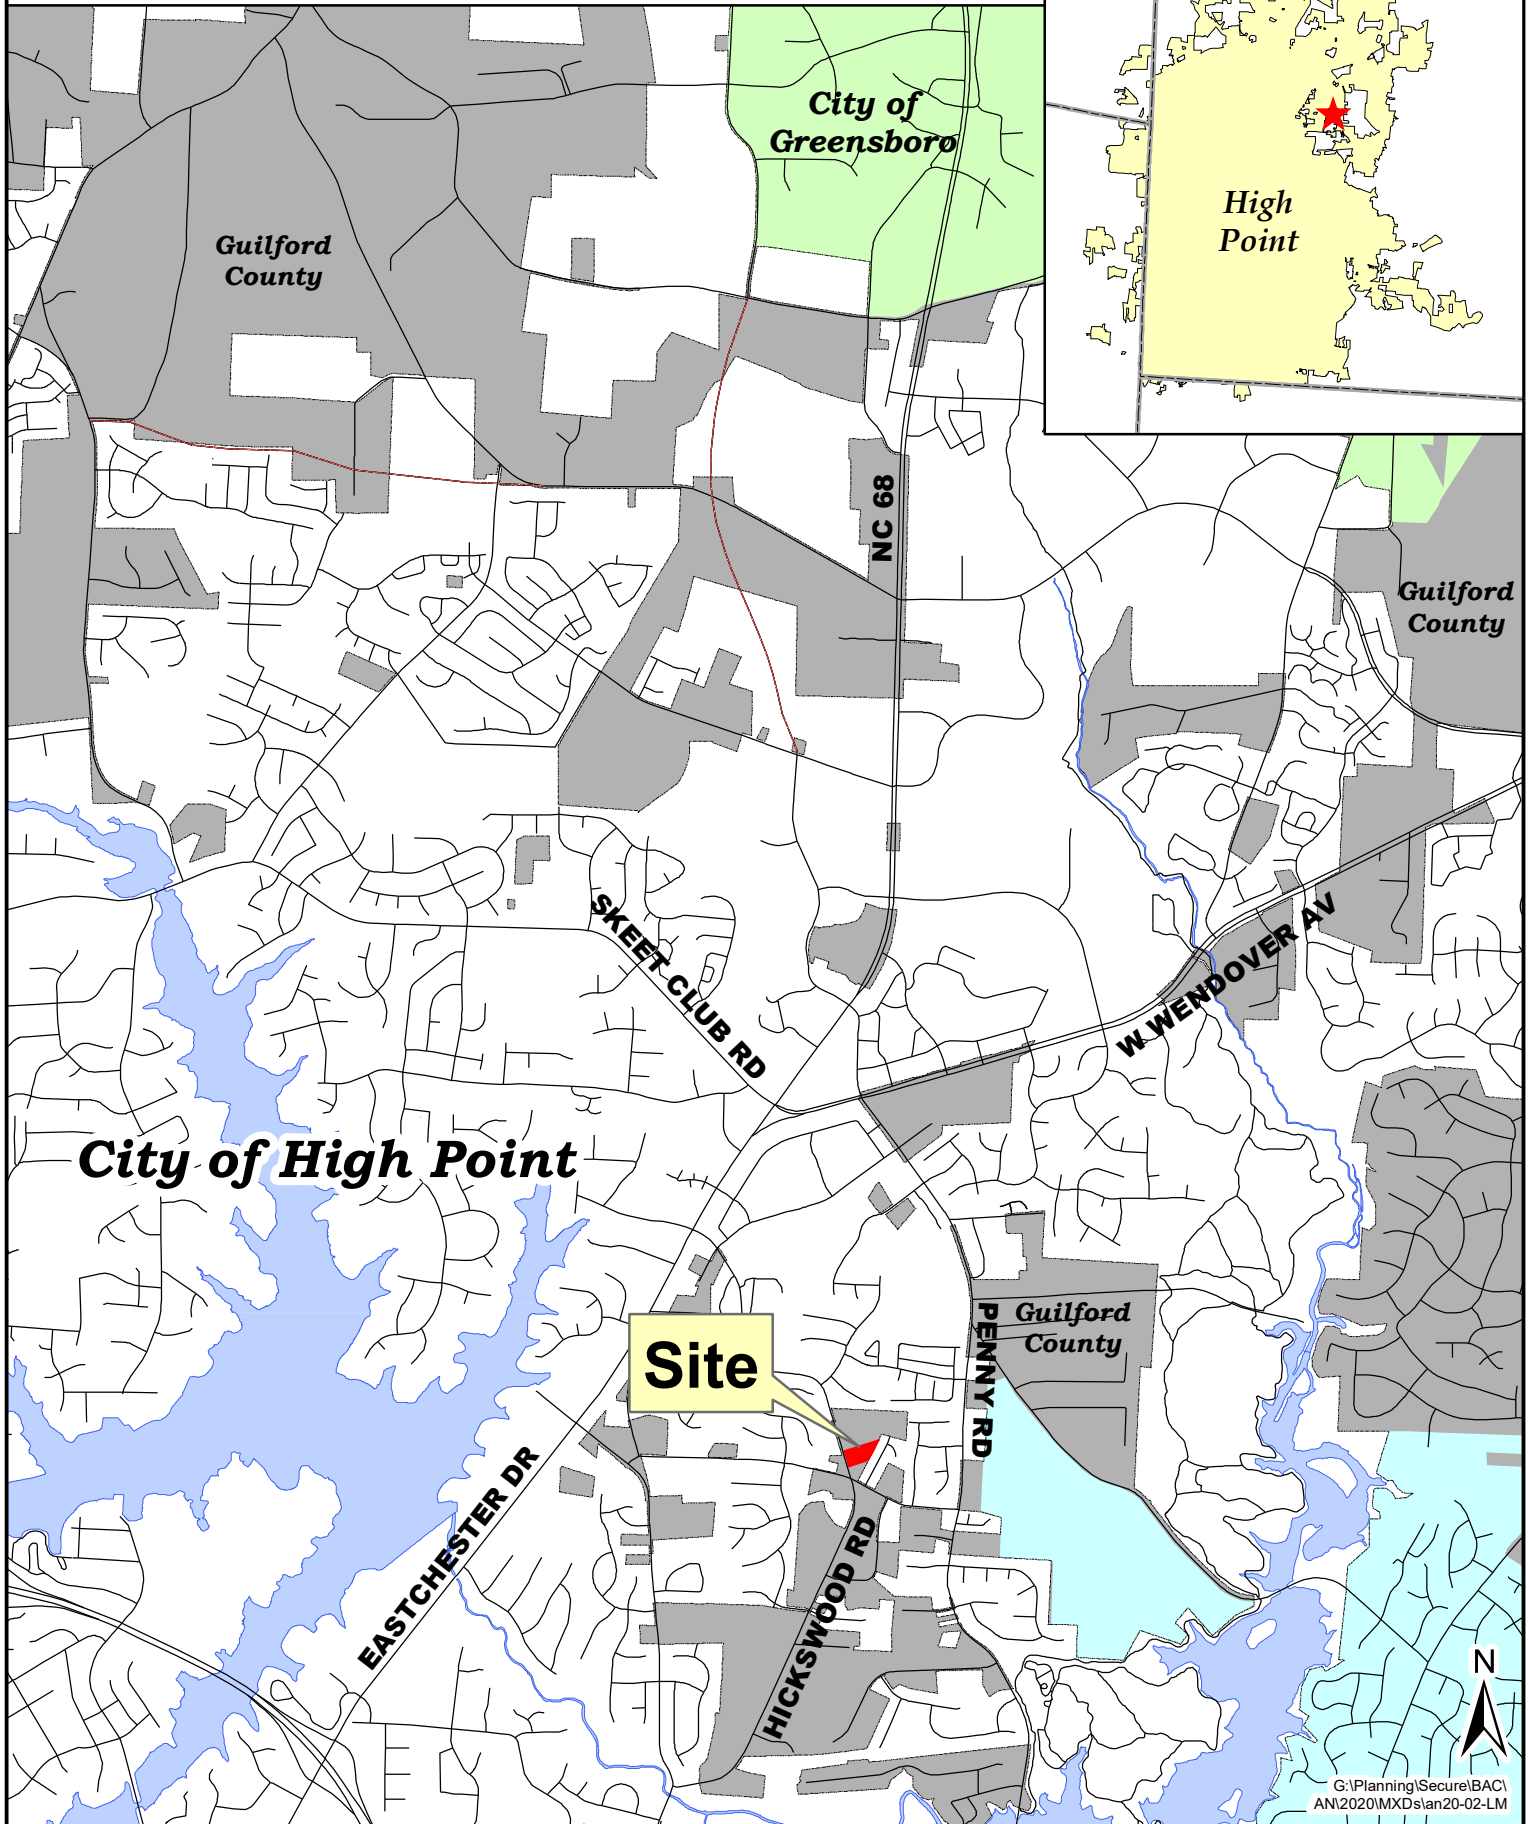 City of
Greensboro
High
Point
Guilford
County
NC 68
Guilford
County
SKEET CLUB RD
W WENDOVER AV
City of High Point
PENNY RD
Guilford
County
Site
EASTCHESTER DR
HICKSWOOD RD
N
G:\Planning\Secure\BAC\
AN\2020\MXDs\an20-02-LM